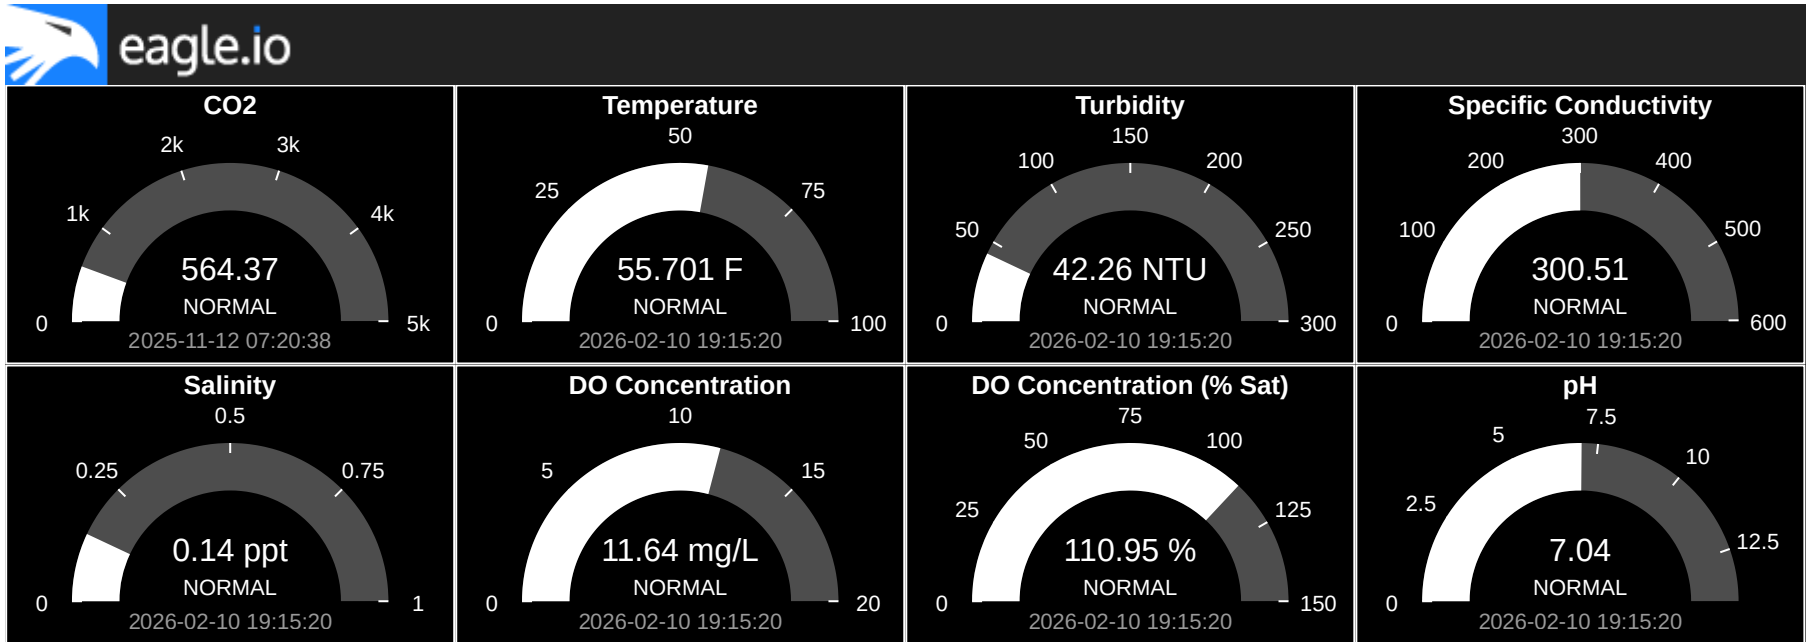 eagle.io
CO2
2k
3k
1k
4k
564.37
NORMAL
0
5k
2025-11-12 07:20:38
Temperature
50
25
75
55.701 F
NORMAL
0
100
2026-02-10 19:15:20
Turbidity
150
100
200
50
250
42.26 NTU
NORMAL
0
300
2026-02-10 19:15:20
Specific Conductivity
300
200
400
100
500
300.51
NORMAL
0
600
2026-02-10 19:15:20
Salinity
0.5
0.25
0.75
0.14 ppt
NORMAL
0
1
2026-02-10 19:15:20
DO Concentration
10
5
15
11.64 mg/L
NORMAL
0
20
2026-02-10 19:15:20
DO Concentration (% Sat)
75
50
100
25
125
110.95 %
NORMAL
0
150
2026-02-10 19:15:20
pH
7.5
5
10
2.5
12.5
7.04
NORMAL
0
2026-02-10 19:15:20